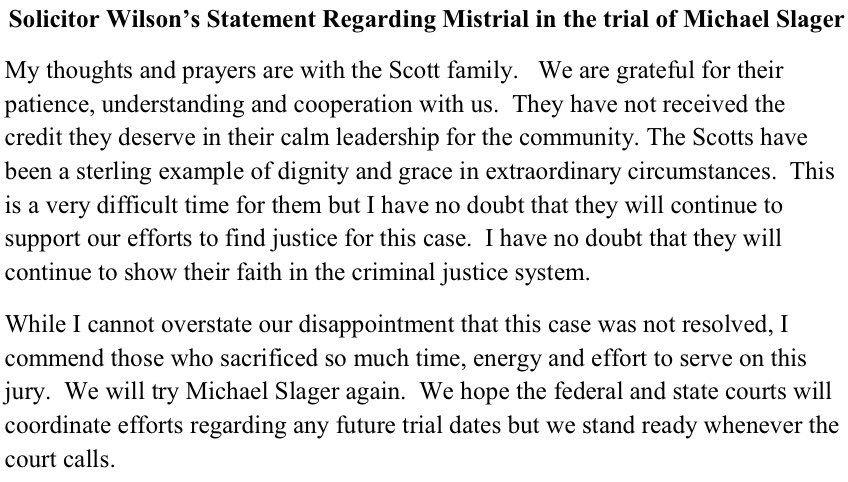 Solicitor Wilson’s Statement Regarding Mistrial in the trial of Michael Slager
My thoughts and prayers are with the Scott family.   We are grateful for their
patience, understanding and cooperation with us.  They have not received the
credit they deserve in their calm leadership for the community. The Scotts have
been a sterling example of dignity and grace in extraordinary circumstances.  This
is a very difficult time for them but I have no doubt that they will continue to
support our efforts to find justice for this case.  I have no doubt that they will
continue to show their faith in the criminal justice system.
While I cannot overstate our disappointment that this case was not resolved, I
commend those who sacrificed so much time, energy and effort to serve on this
jury.  We will try Michael Slager again.  We hope the federal and state courts will
coordinate efforts regarding any future trial dates but we stand ready whenever the
court calls.